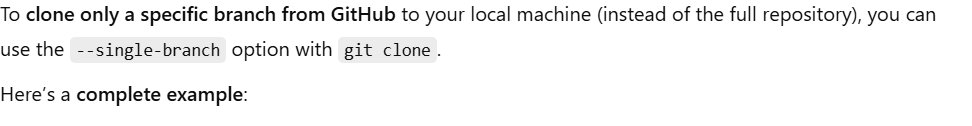 To clone only a specific branch from GitHub to your local machine (instead of the full repository), you can
use the --single-branch option with git clone.
Here’s a complete example: